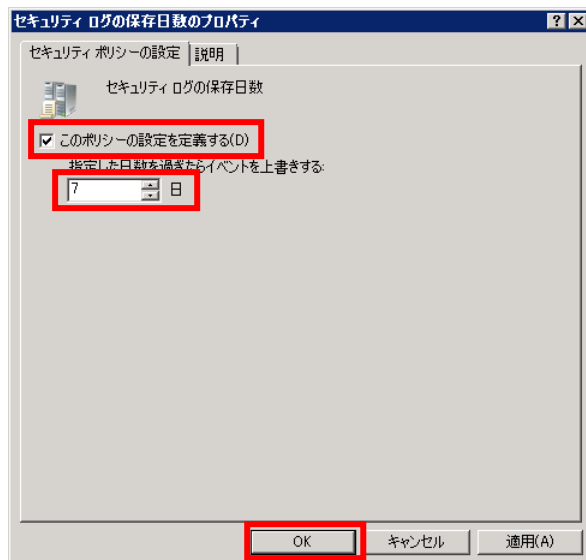 セキュリティ ログの保存日数のプロパティ
セキュリティ ポリシーの設定 説明
セキュリティ ログの保存日数
このポリシーの設定を定義する(D)
指定した日数を過ぎたらイベントを上書きする:
7 日
OK キャンセル 適用(A)